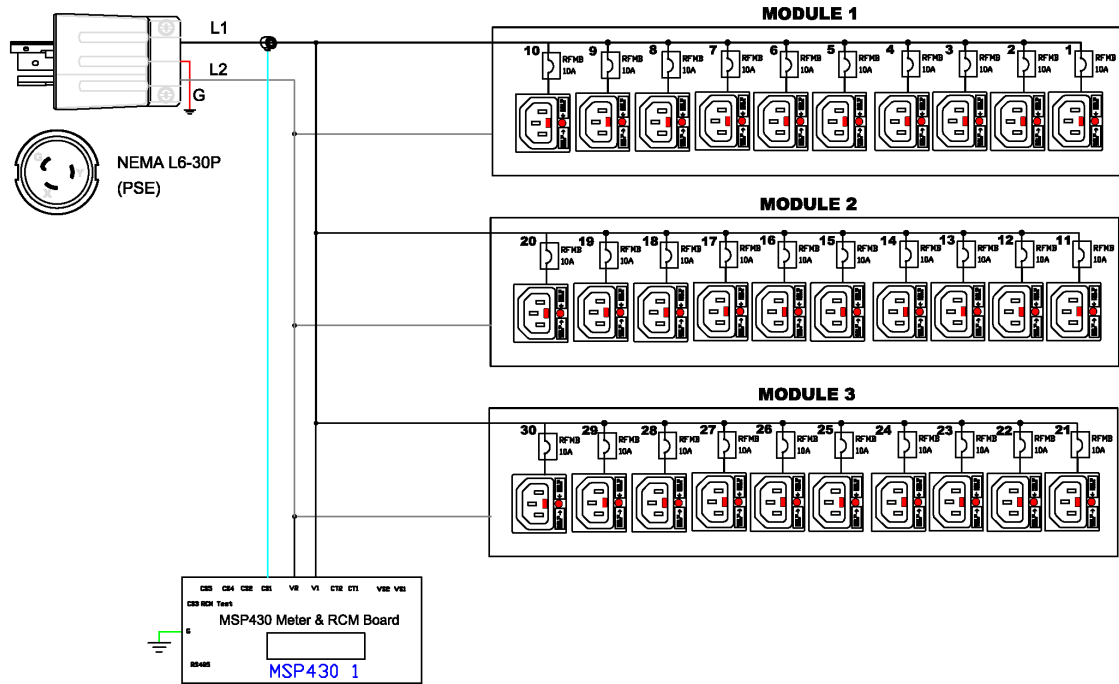 L1
L2
G
NEMA L6-30P
(PSE)
G
Y
X
MODULE 1
10 9 8 7 6 5 4 3 2 1
RFMB RFMB RFMB RFMB RFMB RFMB RFMB RFMB RFMB RFMB
10A 10A 10A 10A 10A 10A 10A 10A 10A 10A
MODULE 2
20 19 18 17 16 15 14 13 12 11
RFMB RFMB RFMB RFMB RFMB RFMB RFMB RFMB RFMB RFMB
10A 10A 10A 10A 10A 10A 10A 10A 10A 10A
MODULE 3
30 29 28 27 26 25 24 23 22 21
RFMB RFMB RFMB RFMB RFMB RFMB RFMB RFMB RFMB RFMB
10A 10A 10A 10A 10A 10A 10A 10A 10A 10A
CS5 CS4 CS2 CS1 V2 V1 CT2 CT1 VS2 VS1
CS3 RCM Test
MSP430 Meter & RCM Board
G
RS485
MSP430 1